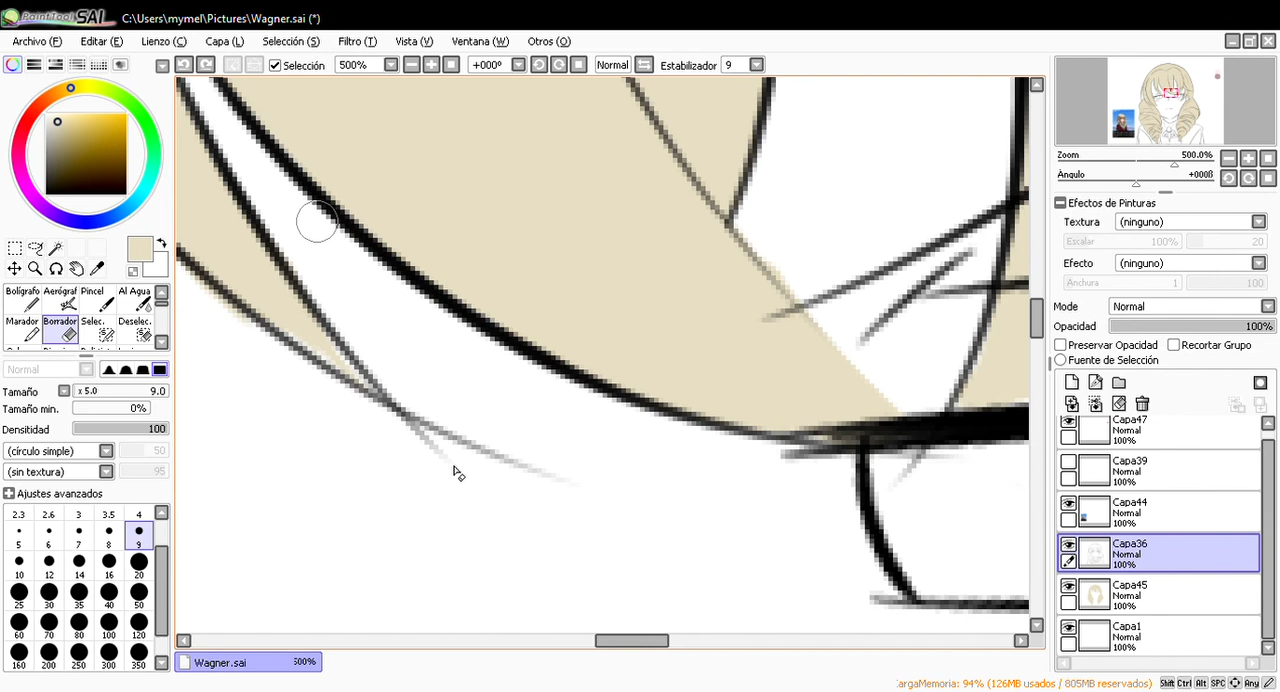 PaintTool SAI C:\Users\mymel\Pictures\Wagner.sai (*)
Archivo (F) Editar (E) Lienzo (C) Capa (L) Selección (S) Filtro (T) Vista (V) Ventana (W) Otros (O)
Selección 500% +000º Normal Estabilizador 9
Zoom 500.0%
Ángulo +000ß
Efectos de Pinturas
Textura (ninguno)
Escalar 100% 20
Efecto (ninguno)
Anchura 1 100
Modo Normal
Opacidad 100%
Preservar Opacidad Recortar Grupo
Fuente de Selección
Capa47
Normal
100%
Capa39
Normal
100%
Capa44
Normal
100%
Capa36
Normal
100%
Capa45
Normal
100%
Capa1
Normal
100%
Bolígrafo Aerógraf Pincel Al Agua
Marador Borrador Selec. Deselec.
Normal
Tamaño x 5.0 9.0
Tamaño min. 0%
Densitidad 100
(círculo simple) 50
(sin textura) 95
Ajustes avanzados
2.3 2.6 3 3.5 4
5 6 7 8 9
10 12 14 16 20
25 30 35 40 50
60 70 80 100 120
160 200 250 300 350
Wagner.sai 500%
CargaMemoria: 94% (126MB usados / 805MB reservados) Shift Ctrl Alt SPC Any